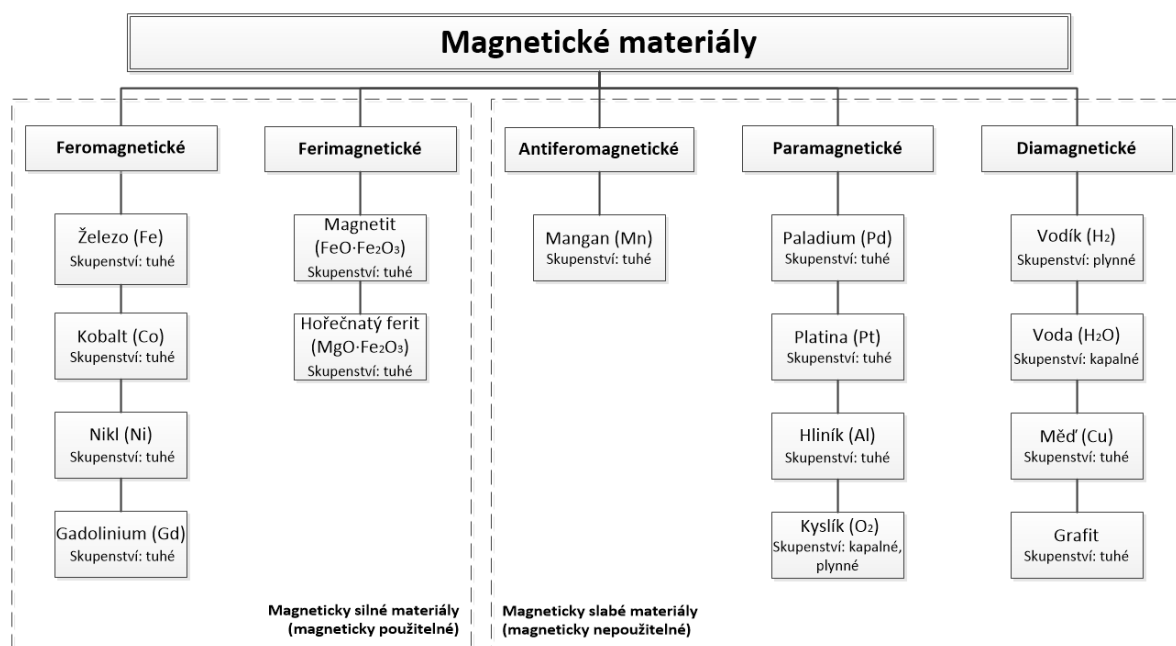 Magnetické materiály
Feromagnetické
Ferimagnetické
Antiferomagnetické
Paramagnetické
Diamagnetické
Železo (Fe)
Skupenství: tuhé
Kobalt (Co)
Skupenství: tuhé
Nikl (Ni)
Skupenství: tuhé
Gadolinium (Gd)
Skupenství: tuhé
Magnetit
(FeO·Fe₂O₃)
Skupenství: tuhé
Hořečnatý ferit
(MgO·Fe₂O₃)
Skupenství: tuhé
Mangan (Mn)
Skupenství: tuhé
Paladium (Pd)
Skupenství: tuhé
Platina (Pt)
Skupenství: tuhé
Hliník (Al)
Skupenství: tuhé
Kyslík (O₂)
Skupenství: kapalné,
plynné
Vodík (H₂)
Skupenství: plynné
Voda (H₂O)
Skupenství: kapalné
Měď (Cu)
Skupenství: tuhé
Grafit
Skupenství: tuhé
Magneticky silné materiály
(magneticky použitelné)
Magneticky slabé materiály
(magneticky nepoužitelné)